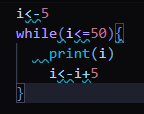 i<-5
while(i<=50){
    print(i)
    i<-i+5
}